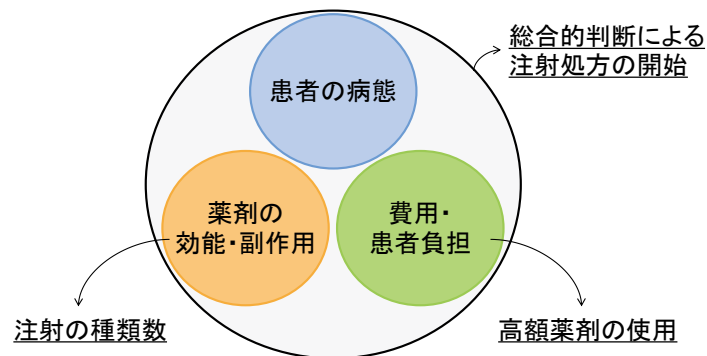 総合的判断による
注射処方の開始
患者の病態
薬剤の
効能・副作用
費用・
患者負担
注射の種類数
高額薬剤の使用